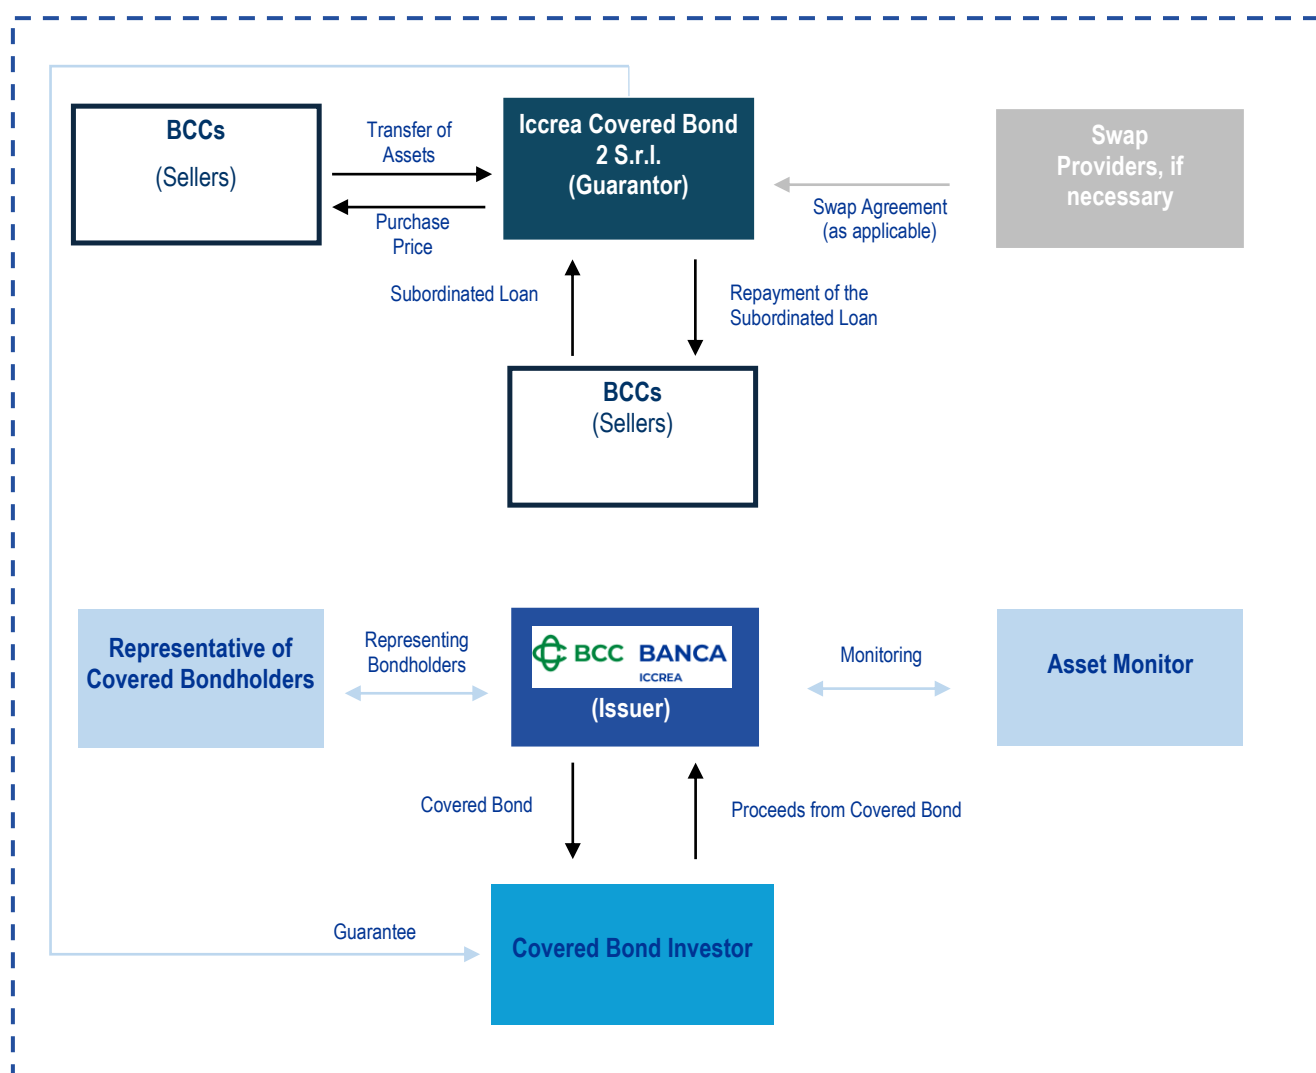 BCCs
(Sellers)
Transfer of
Assets
Purchase
Price
Iccrea Covered Bond
2 S.r.l.
(Guarantor)
Swap Agreement
(as applicable)
Swap
Providers, if
necessary
Subordinated Loan
Repayment of the
Subordinated Loan
BCCs
(Sellers)
Representative of
Covered Bondholders
Representing
Bondholders
BCC BANCA
ICCREA
(Issuer)
Monitoring
Asset Monitor
Covered Bond
Proceeds from Covered Bond
Guarantee
Covered Bond Investor